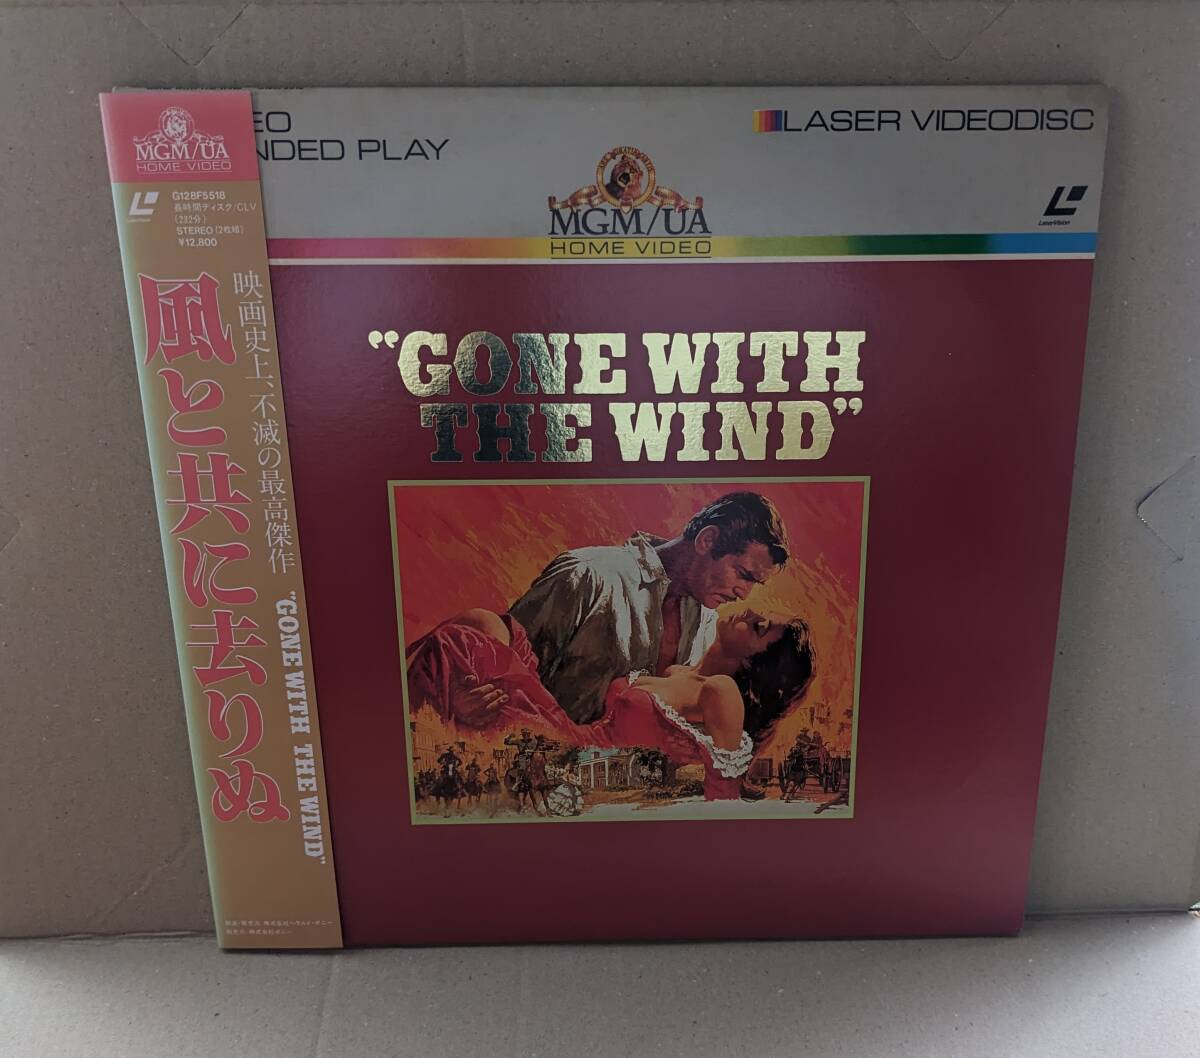 MGM/UA
HOME VIDEO
G128F5518
長時間ディスク/CLV
(232分)
STEREO (2枚組)
¥12,800
LaserVision
映画史上、不滅の最高傑作
風と共に去りぬ
"GONE WITH THE WIND"
PLAY
LASER VIDEODISC
MGM/UA
HOME VIDEO
LaserVision
“GONE WITH
THE WIND”